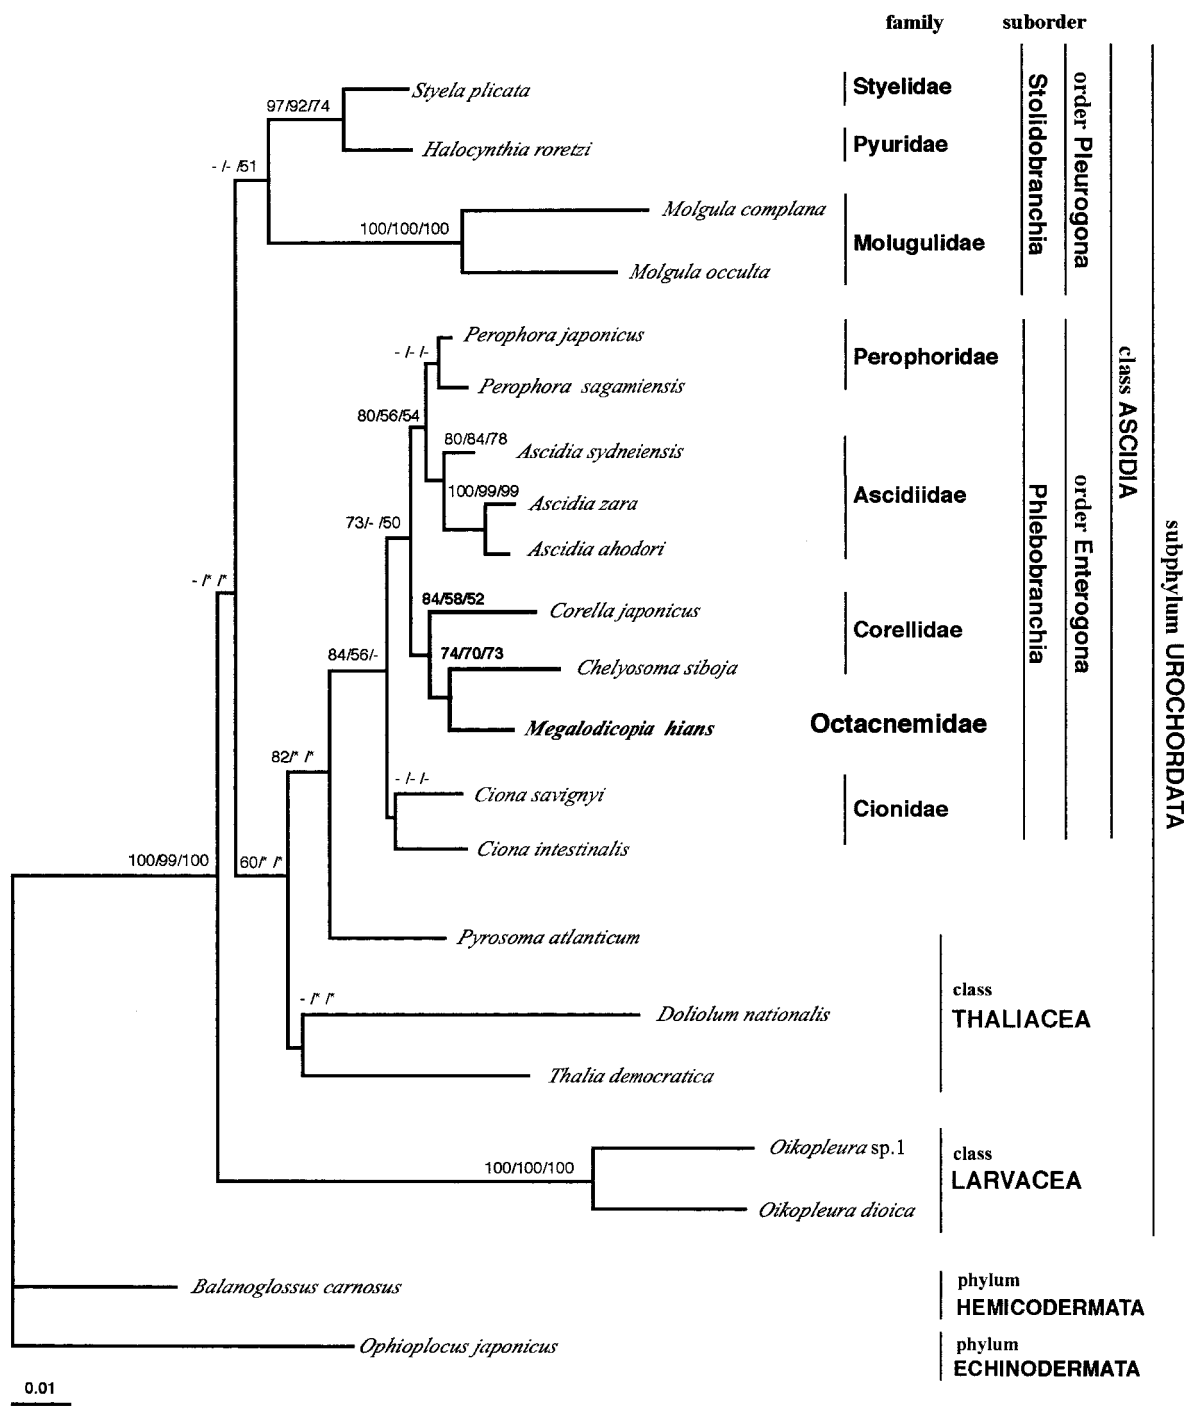 family suborder
97/92/74
Styela plicata
Styelidae
Halocynthia roretzi
Pyuridae
- /- /51
Molgula complana
100/100/100
Molugulidae
Molgula occulta
Stolidobranchia
order Pleurogona
Perophora japonicus
- /- /-
Perophoridae
Perophora sagamiensis
80/56/54
80/84/78
Ascidia sydneiensis
100/99/99
Ascidiidae
Ascidia zara
73/- /50
Ascidia ahodori
- /* /*
84/58/52
Corella japonicus
Corellidae
84/56/-
74/70/73
Chelyosoma siboja
Megalodicopia hians
Octacnemidae
82/* /*
- /- /-
Ciona savignyi
Cionidae
Ciona intestinalis
Phlebobranchia
order Enterogona
class ASCIDIA
subphylum UROCHORDATA
100/99/100
60/* /*
Pyrosoma atlanticum
- /* /*
class
Doliolum nationalis
THALIACEA
Thalia democratica
Oikopleura sp.1
class
100/100/100
LARVACEA
Oikopleura dioica
Balanoglossus carnosus
phylum
HEMICODERMATA
Ophioplocus japonicus
phylum
ECHINODERMATA
0.01